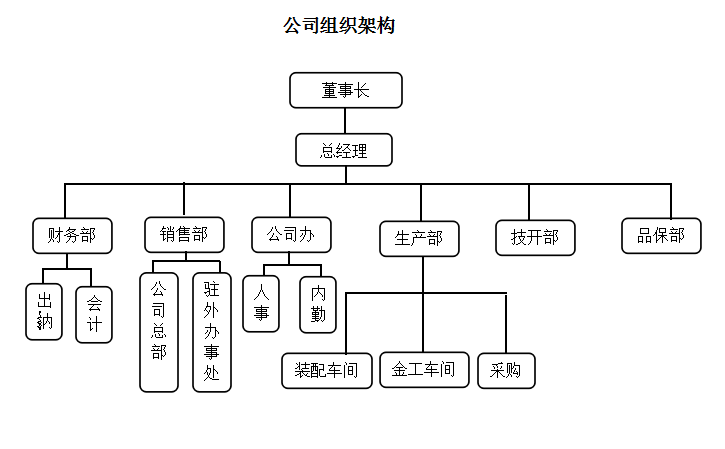 公司组织架构
董事长
总经理
财务部
销售部
公司办
生产部
技开部
品保部
出纳
会计
公司总部
驻外办事处
人事
内勤
装配车间
金工车间
采购